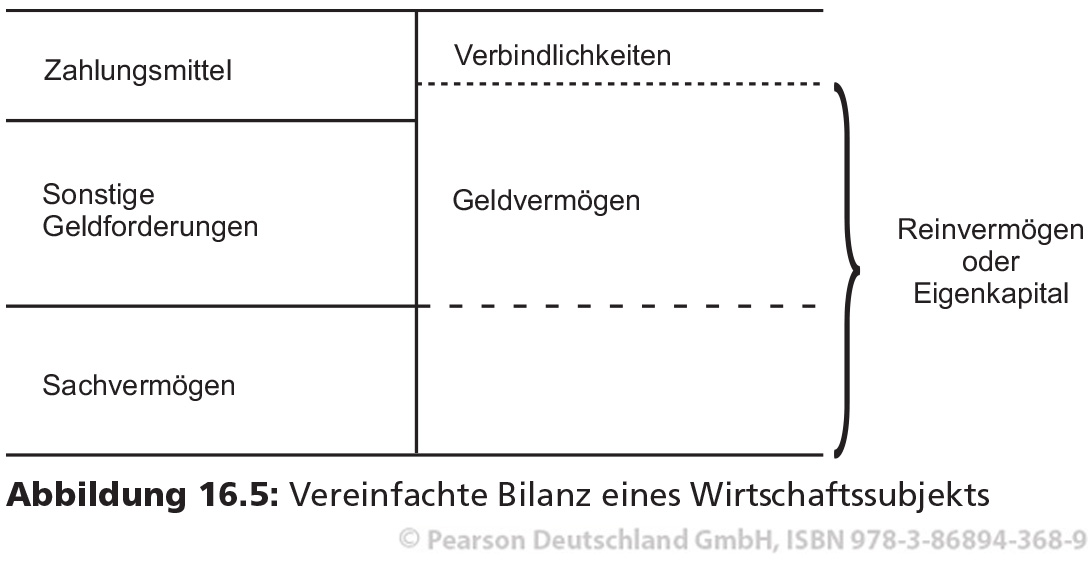 Zahlungsmittel
Verbindlichkeiten
Sonstige
Geldforderungen
Geldvermögen
Reinvermögen
oder
Eigenkapital
Sachvermögen
Abbildung 16.5: Vereinfachte Bilanz eines Wirtschaftssubjekts
© Pearson Deutschland GmbH, ISBN 978-3-86894-368-9